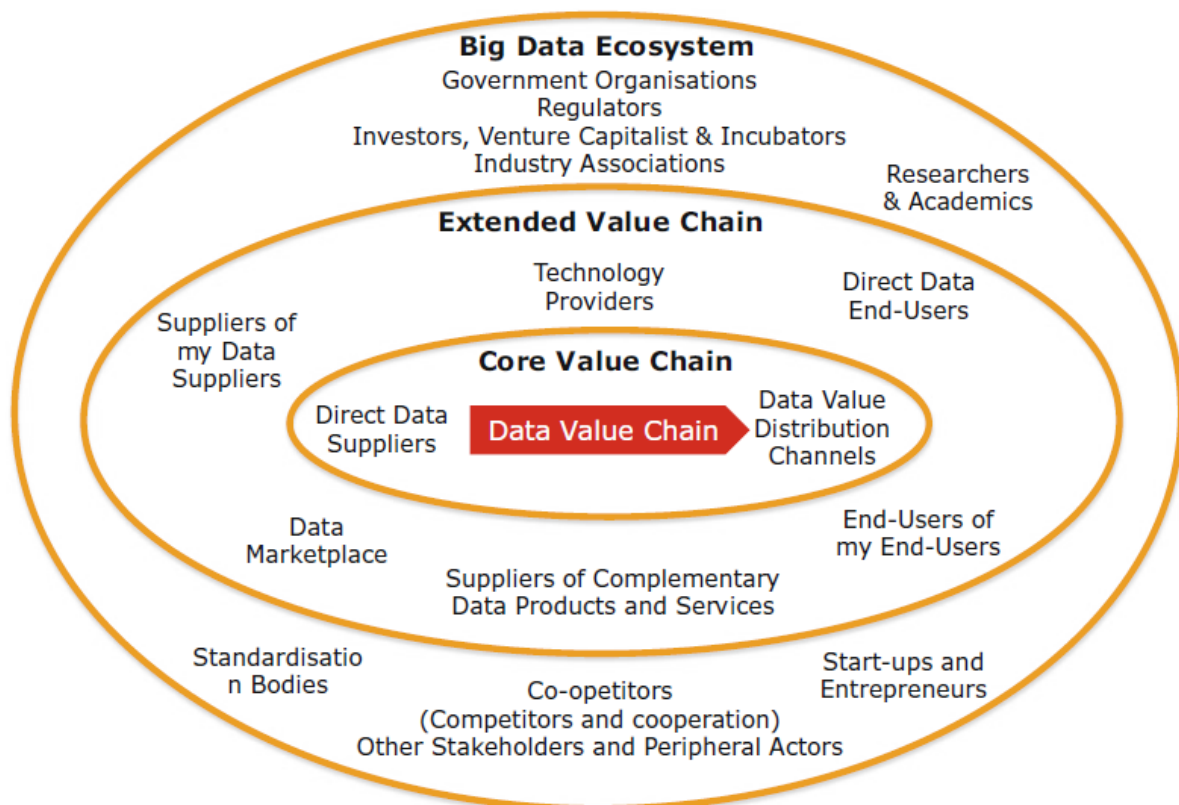 Big Data Ecosystem
Government Organisations
Regulators
Investors, Venture Capitalist & Incubators
Industry Associations
Researchers
& Academics
Extended Value Chain
Technology
Providers
Direct Data
End-Users
Suppliers of
my Data
Suppliers
Core Value Chain
Direct Data
Suppliers
Data Value Chain
Data Value
Distribution
Channels
Data
Marketplace
End-Users of
my End-Users
Suppliers of Complementary
Data Products and Services
Standardisatio
n Bodies
Start-ups and
Entrepreneurs
Co-opetitors
(Competitors and cooperation)
Other Stakeholders and Peripheral Actors